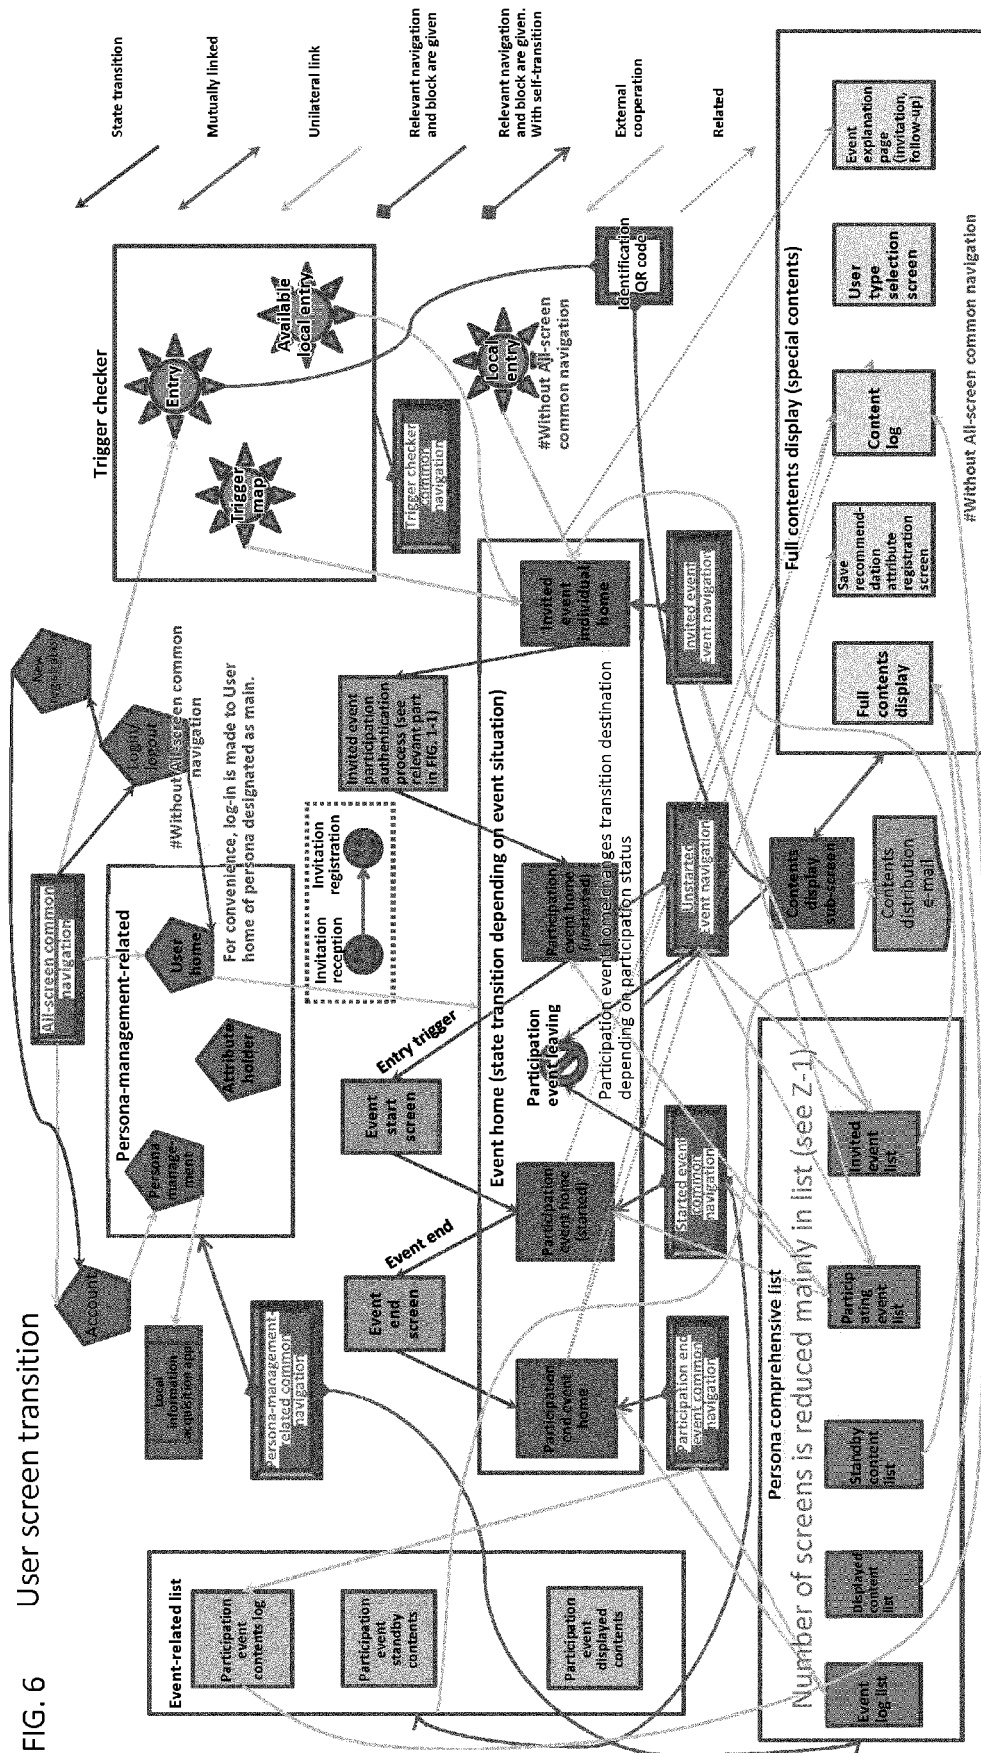 FIG. 6 User screen transition
State transition
Mutually linked
Unilateral link
Relevant navigation
and block are given
Relevant navigation
and block are given.
With self-transition
External
cooperation
Related
All-screen common
navigation
Account
Login/
logout
New
registration
#Without All-screen common
navigation
Local
information
acquisition app
Persona-management-related
Persona
manage-
ment
Attribute
holder
User
home
For convenience, log-in is made to User
home of persona designated as main.
Persona-management-
related common
navigation
Trigger checker
Trigger
map
Entry
Available
local entry
Trigger checker
common
navigation
Local
entry
#Without All-screen
common navigation
Identification
QR code
Invitation
reception
Invitation
registration
Event-related list
Participation
event
contents log
Participation
event
standby
contents
Participation
event
displayed
contents
Event
end
screen
Event end
Event
start
screen
Entry trigger
Invited event
participation
authentication
process (see
relevant part
in FIG. 1-1)
Event home (state transition depending on event situation)
Participation
end event
home
Participation
event home
(started)
Participation
event leaving
Participation
event home
(unstarted)
Invited
event
individual
home
Participation event home changes transition destination
depending on participation status
Participation end
event common
navigation
Started event
common
navigation
Unstarted
Event navigation
Invited event
Event navigation
Persona comprehensive list
Number of screens is reduced mainly in list (see Z-1)
Event
log list
Displayed
content
list
Standby
content
list
Particip
ating
event
list
Invited
event
list
Contents
display
sub-screen
Contents
distribution
e-mail
Full contents display (special contents)
Full
contents
display
Save
recommend-
dation
attribute
registration
screen
Content
log
User
type
selection
screen
Event
explanation
page
(invitation,
follow-up)
#Without All-screen common navigation